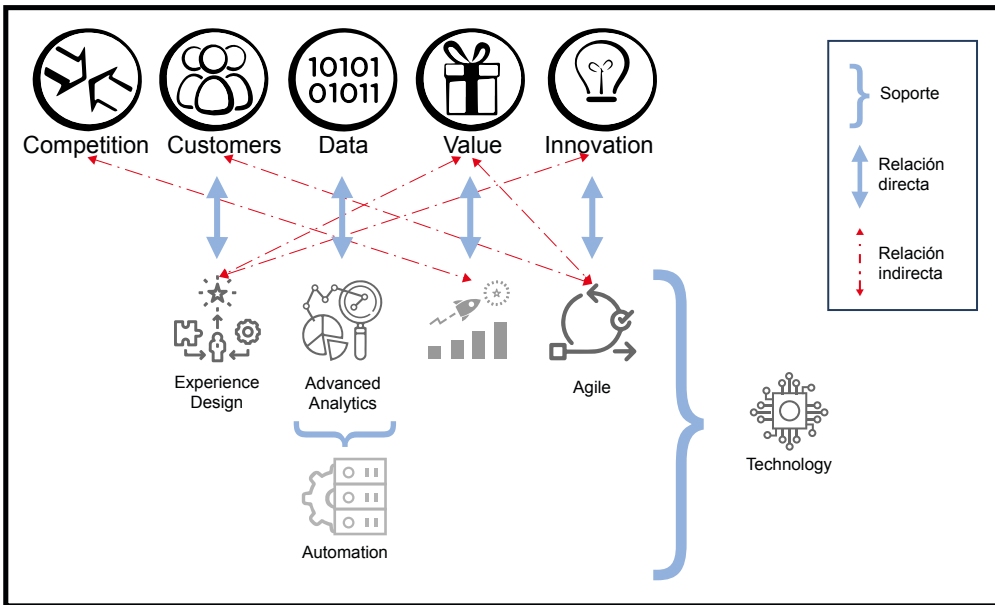 10101
01011
Competition
Customers
Data
Value
Innovation
Soporte
Relación
directa
Relación
indirecta
Experience
Design
Advanced
Analytics
Agile
Technology
Automation